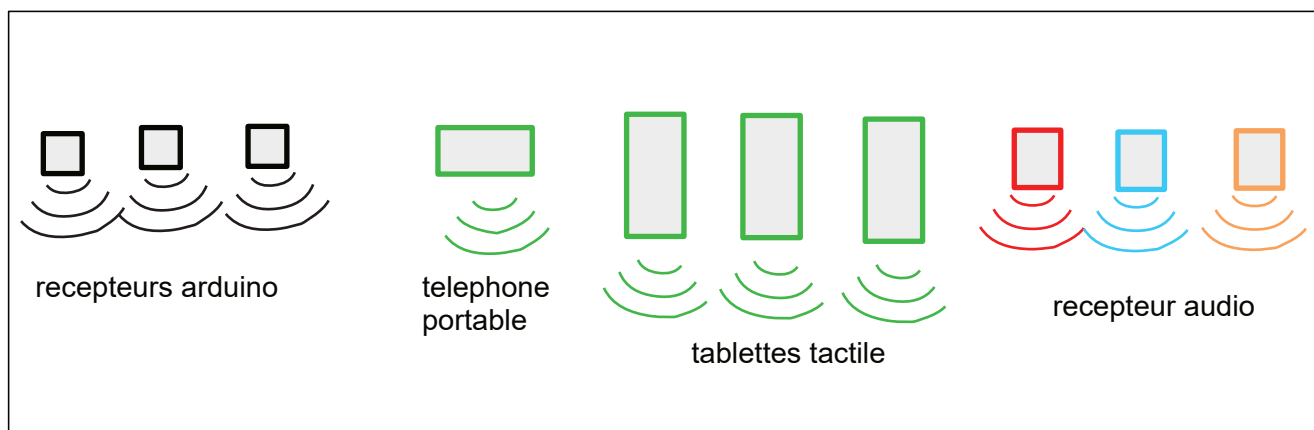 recepteurs arduino
telephone
portable
tablettes tactile
recepteur audio